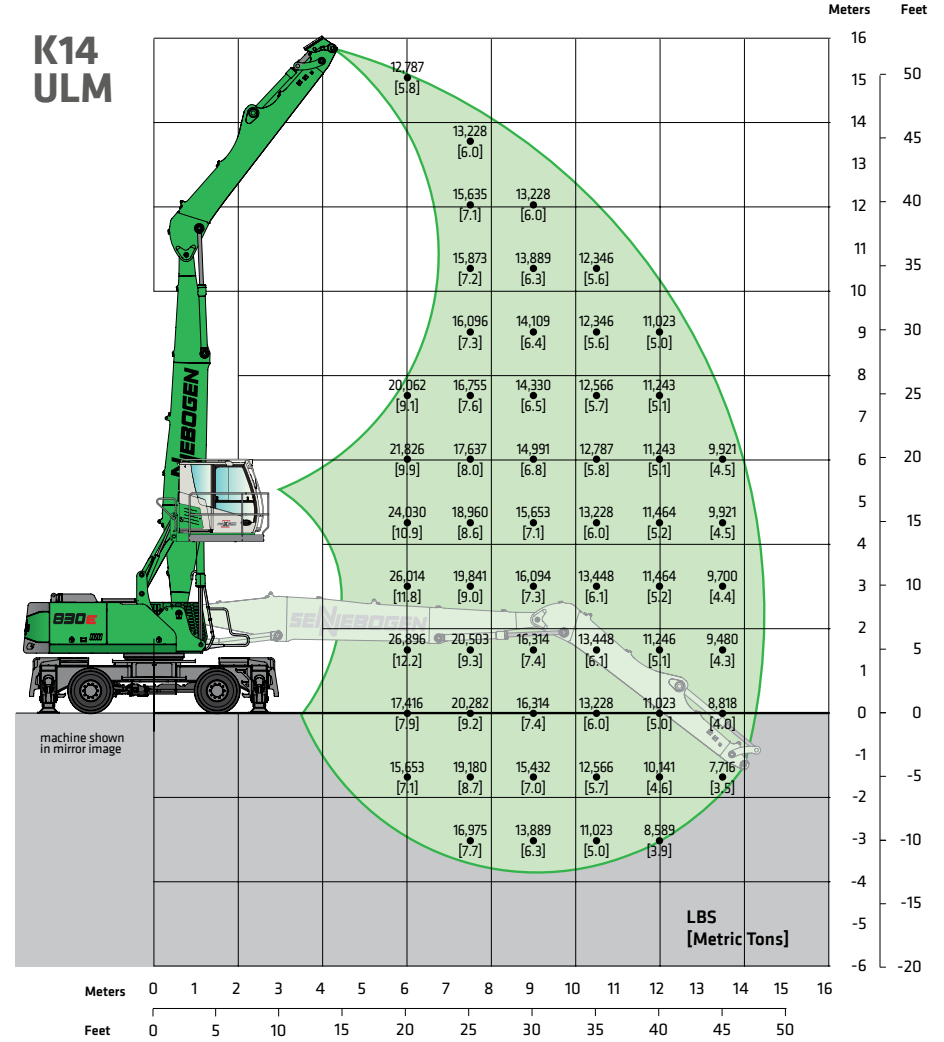 Meters Feet
K14
ULM
16
12,787
[5.8]
15
50
14
13,228
[6.0]
45
13
15,635 13,228
[7.1] [6.0]
12
40
11
15,873 13,889 12,346
[7.2] [6.3] [5.6]
35
10
16,096 14,109 12,346 11,023
[7.3] [6.4] [5.6] [5.0]
9
30
8
20,062 16,755 14,330 12,566 11,243
[9.1] [7.6] [6.5] [5.7] [5.1]
25
7
NEBOGEN
21,826 17,637 14,991 12,787 11,243 9,921
[9.9] [8.0] [6.8] [5.8] [5.1] [4.5]
6
20
5
24,030 18,960 15,653 13,228 11,464 9,921
[10.9] [8.6] [7.1] [6.0] [5.2] [4.5]
15
4
26,014 19,841 16,094 13,448 11,464 9,700
[11.8] [9.0] [7.3] [6.1] [5.2] [4.4]
3
10
830E
SENNEBOGEN
2
26,896 20,503 16,314 13,448 11,246 9,480
[12.2] [9.3] [7.4] [6.1] [5.1] [4.3]
5
1
17,416 20,282 16,314 13,228 11,023 8,818
[7.9] [9.2] [7.4] [6.0] [5.0] [4.0]
0 0
machine shown
in mirror image
-1
15,653 19,180 15,432 12,566 10,141 7,716
[7.1] [8.7] [7.0] [5.7] [4.6] [3.5]
-5
-2
16,975 13,889 11,023 8,589
[7.7] [6.3] [5.0] [3.9]
-3
-10
-4
-15
-5
LBS
[Metric Tons]
-6
-20
Meters 0 1 2 3 4 5 6 7 8 9 10 11 12 13 14 15 16
Feet 0 5 10 15 20 25 30 35 40 45 50